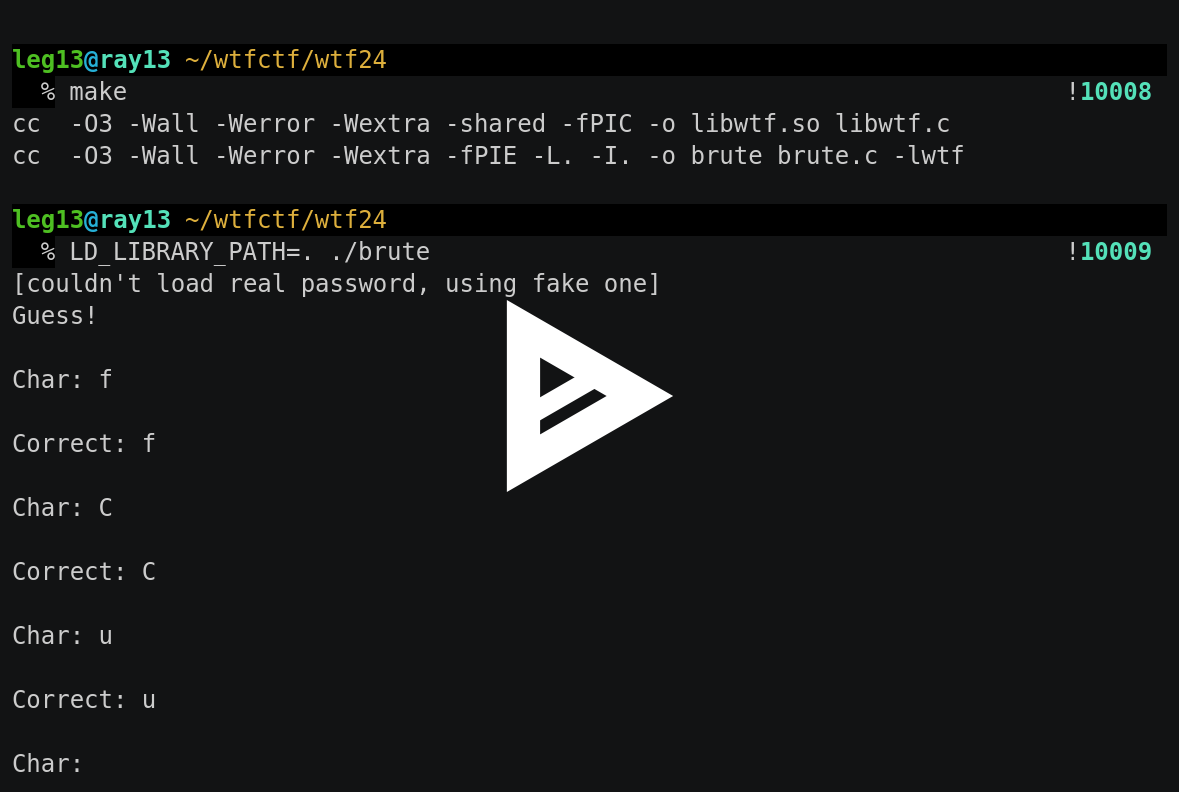 leg13@ray13 ~/wtfctf/wtf24
% make !10008
cc  -O3 -Wall -Werror -Wextra -shared -fPIC -o libwtf.so libwtf.c
cc  -O3 -Wall -Werror -Wextra -fPIE -L. -I. -o brute brute.c -lwtf
leg13@ray13 ~/wtfctf/wtf24
% LD_LIBRARY_PATH=. ./brute !10009
[couldn't load real password, using fake one]
Guess!
Char: f
Correct: f
Char: C
Correct: C
Char: u
Correct: u
Char: